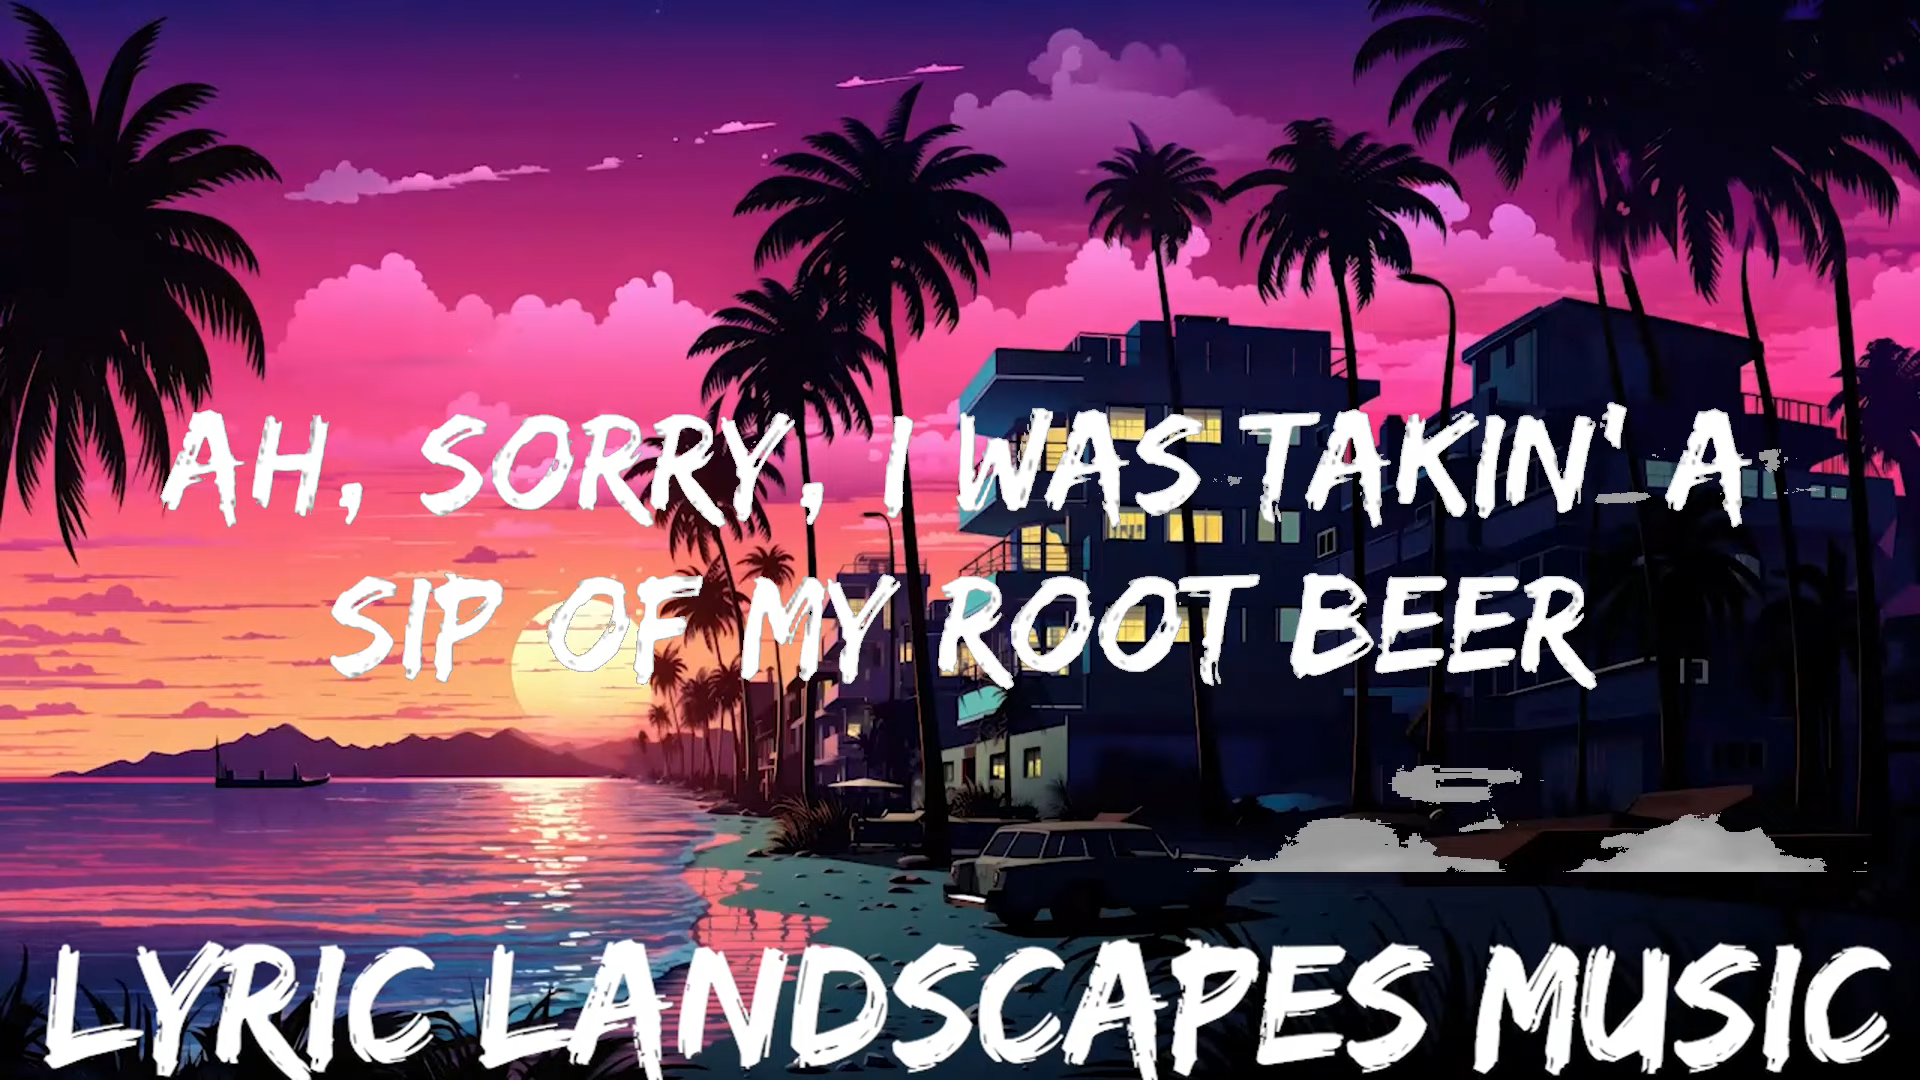 AH, SORRY, I WAS TAKIN' A
SIP OF MY ROOT BEER
LYRIC LANDSCAPES MUSIC